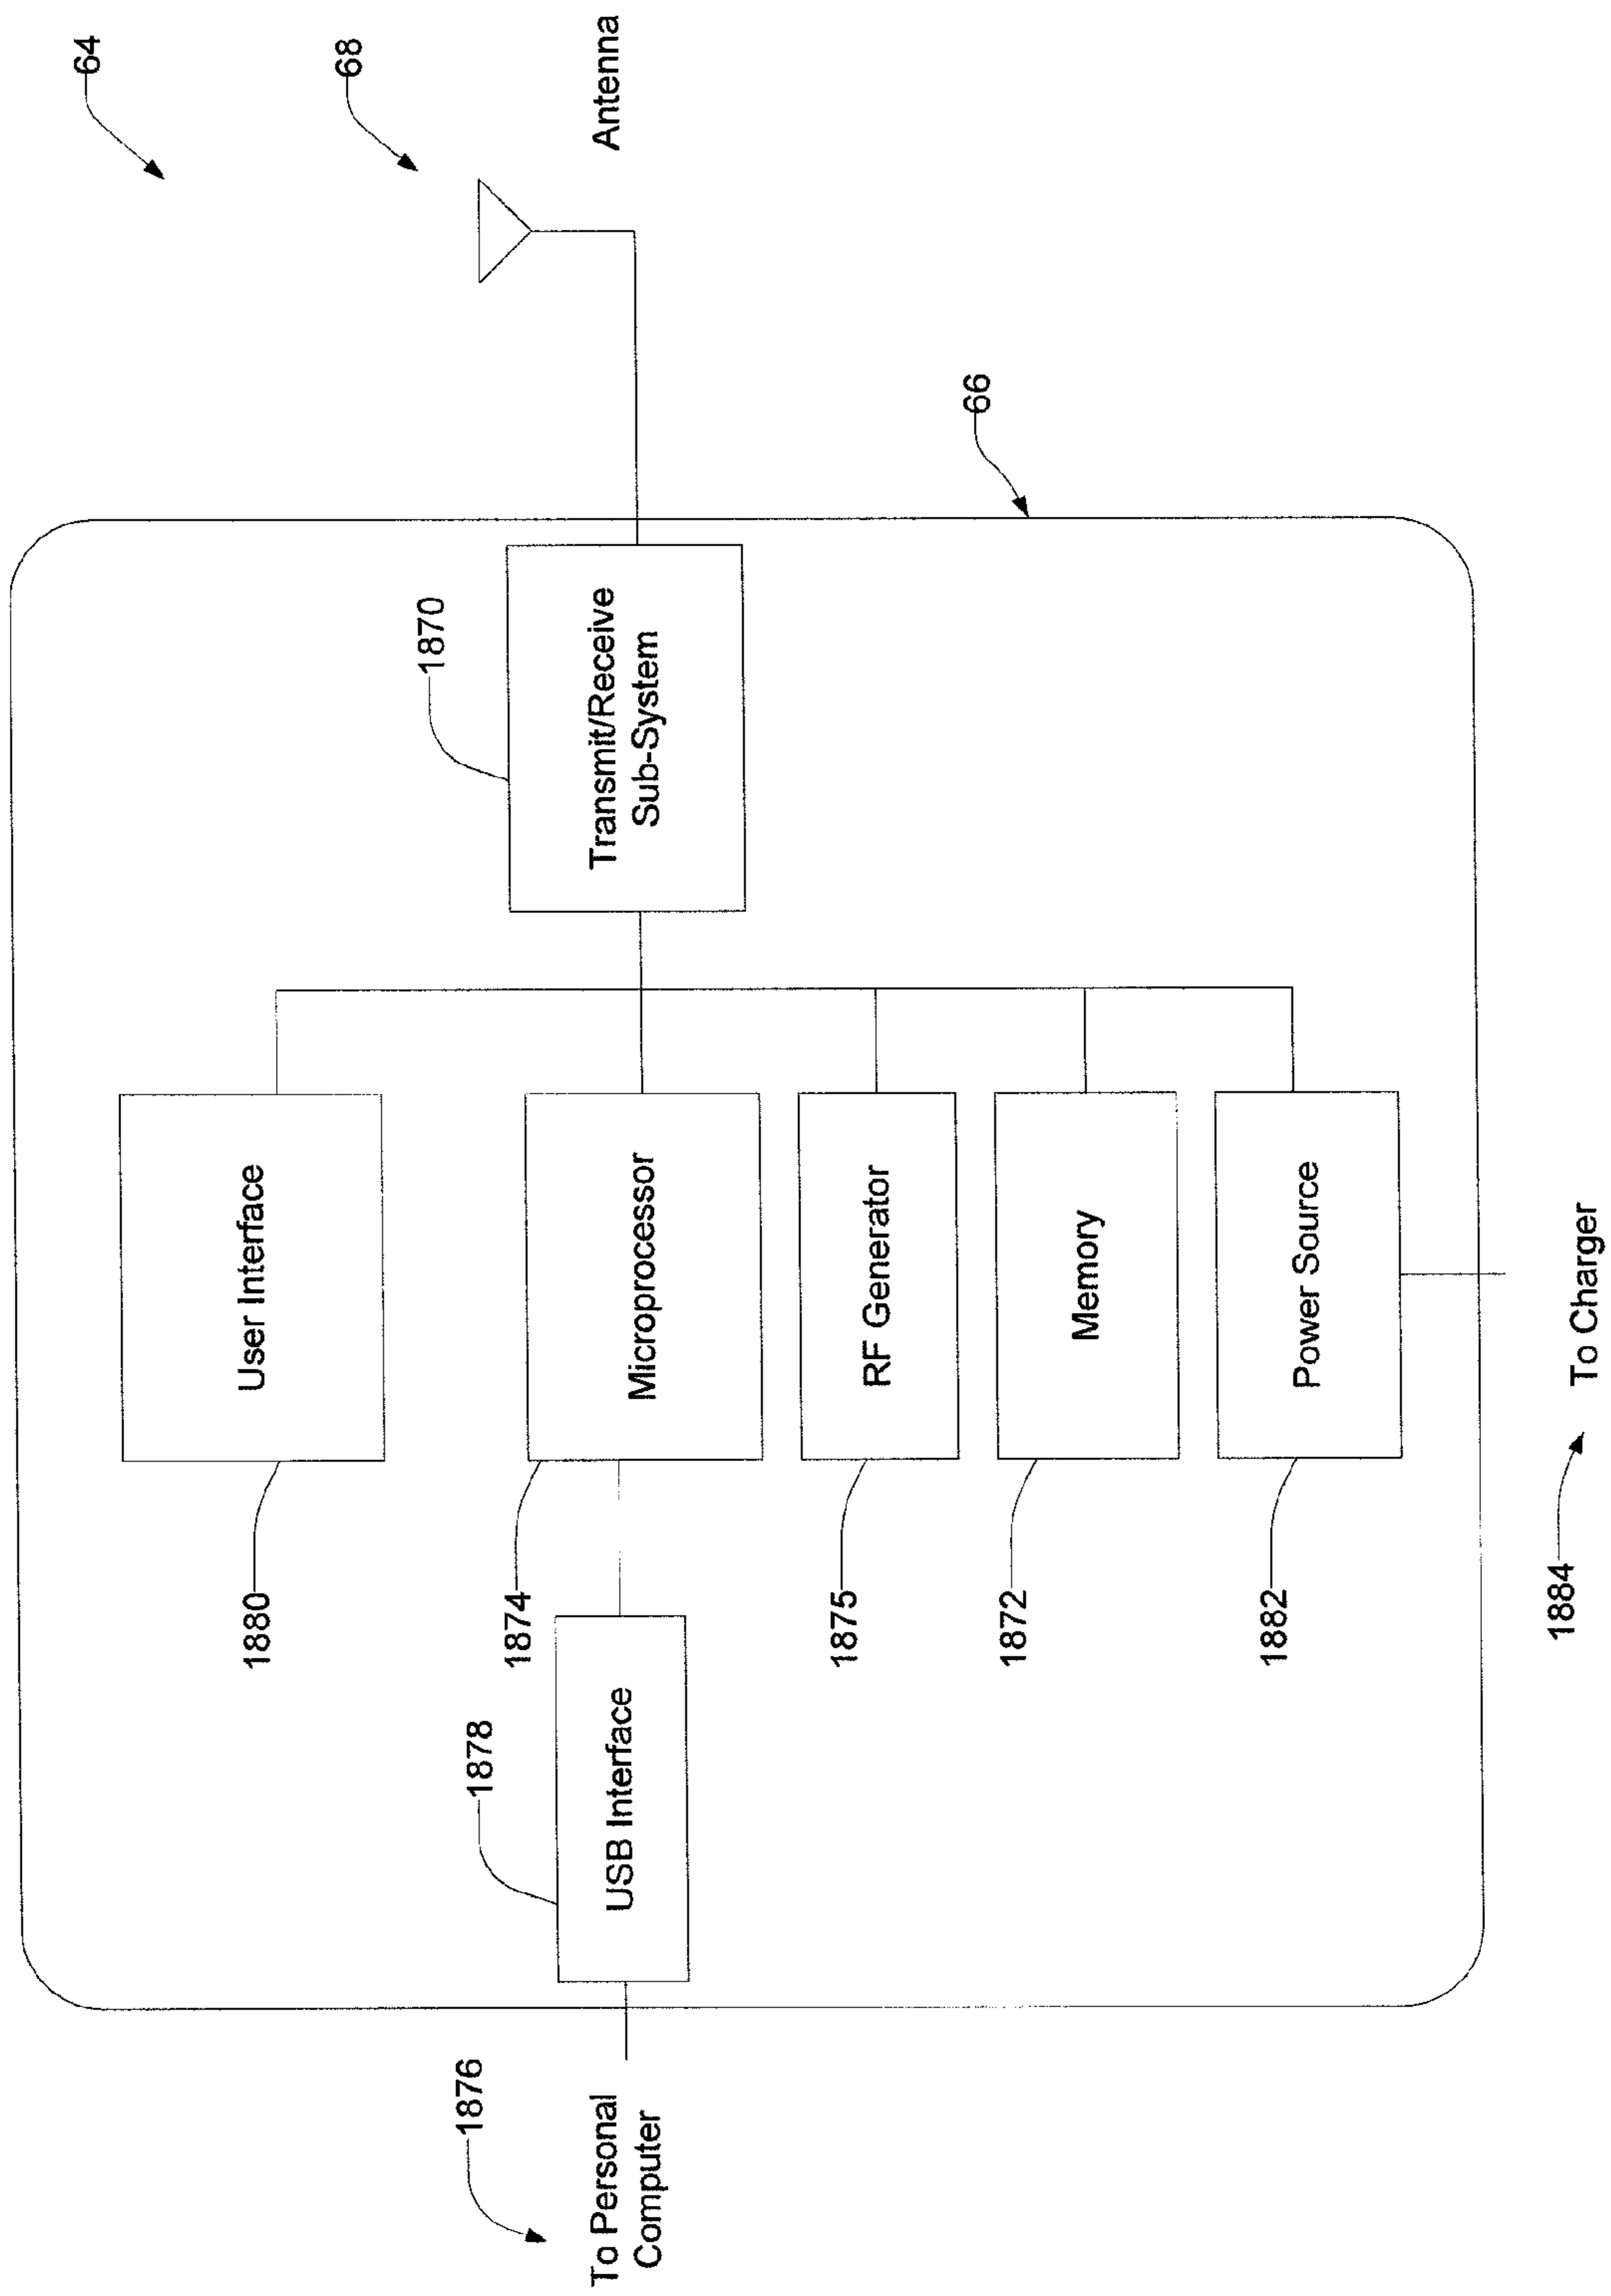 64
68
Antenna
66
1870
Transmit/Receive
Sub-System
User Interface
1880
Microprocessor
1874
RF Generator
1875
Memory
1872
Power Source
1882
USB Interface
1878
1876
To Personal
Computer
1884
To Charger